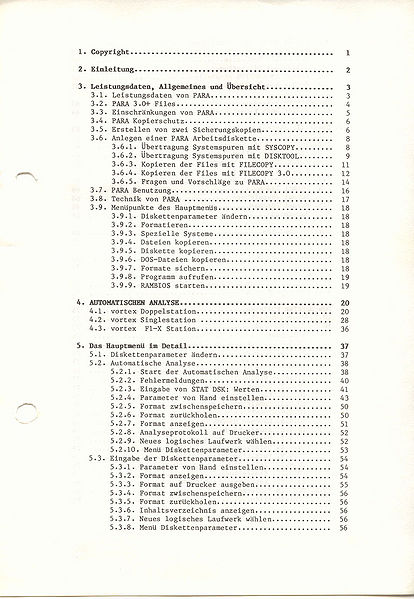 1. Copyright........................................ 1
2. Einleitung....................................... 2
3. Leistungsdaten, Allgemeines und Übersicht........ 3
3.1. Leistungsdaten von PARA........................ 3
3.2. PARA 3.0+ Files................................ 4
3.3. Einschränkungen von PARA....................... 5
3.4. PARA Kopierschutz.............................. 6
3.5. Erstellen von zwei Sicherungskopien............ 6
3.6. Anlegen einer PARA Arbeitsdiskette............. 8
3.6.1. Übertragung Systemspuren mit SYSCOPY......... 8
3.6.2. Übertragung Systemspuren mit DISKTOOL........ 9
3.6.3. Kopieren der Files mit FILECOPY.............. 11
3.6.4. Kopieren der Files mit FILECOPY 3.0.......... 12
3.6.5. Fragen und Vorschläge zu PARA................ 14
3.7. PARA Benutzung................................. 16
3.8. Technik von PARA .............................. 17
3.9. Menüpunkte des Hauptmenüs...................... 18
3.9.1. Diskettenparameter ändern.................... 18
3.9.2. Formatieren.................................. 18
3.9.3. Spezielle Systeme............................ 18
3.9.4. Dateien kopieren............................. 18
3.9.5. Diskette kopieren............................ 18
3.9.6. DOS-Dateien kopieren......................... 18
3.9.7. Formate sichern.............................. 18
3.9.8. Programm aufrufen............................ 19
3.9.9. RAMBIOS starten.............................. 19
4. AUTOMATISCHEN ANALYSE............................ 20
4.1. vortex Doppelstation........................... 20
4.2. vortex Singlestation .......................... 28
4.3. vortex F1-X Station............................ 36
5. Das Hauptmenü im Detail.......................... 37
5.1. Diskettenparameter ändern...................... 37
5.2. Automatische Analyse........................... 38
5.2.1. Start der Automatischen Analyse.............. 38
5.2.2. Fehlermeldungen.............................. 40
5.2.3. Eingabe von STAT DSK: Werten................. 41
5.2.4. Parameter von Hand einstellen................ 43
5.2.5. Format zwischenspeichern..................... 50
5.2.6. Format zurückholen........................... 50
5.2.7. Format anzeigen.............................. 51
5.2.8. Analyseprotokoll auf Drucker................. 52
5.2.9. Neues logisches Laufwerk wählen.............. 52
5.2.10. Menü Diskettenparameter..................... 53
5.3. Eingabe der Diskettenparameter................. 54
5.3.1. Parameter von Hand einstellen................ 54
5.3.2. Format anzeigen.............................. 54
5.3.3. Format auf Drucker ausgeben.................. 55
5.3.4. Format zwischenspeichern..................... 56
5.3.5. Format zurückholen........................... 56
5.3.6. Inhaltsverzeichnis anzeigen.................. 56
5.3.7. Neues logisches Laufwerk wählen.............. 56
5.3.8. Menü Diskettenparameter...................... 56